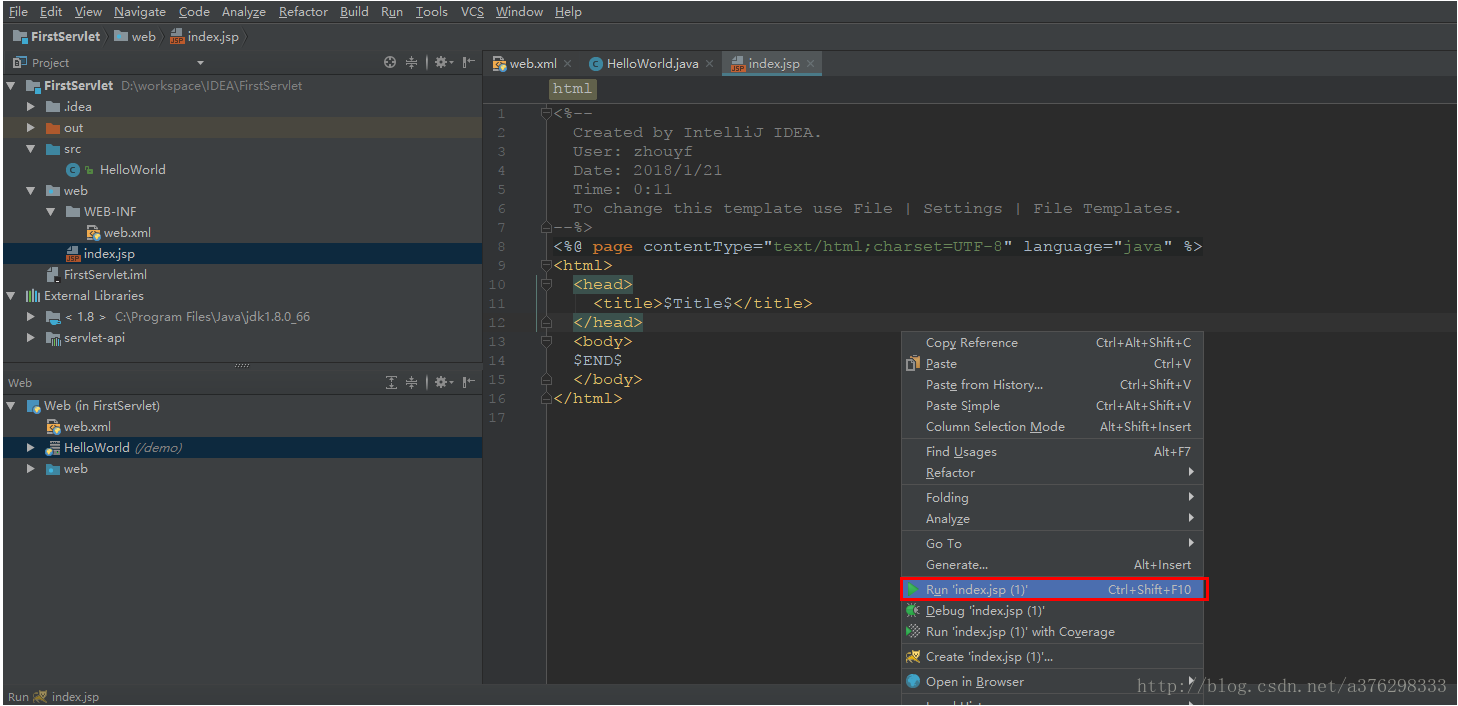 File Edit View Navigate Code Analyze Refactor Build Run Tools VCS Window Help
FirstServlet web index.jsp
Project
web.xml HelloWorld.java index.jsp
FirstServlet D:\workspace\IDEA\FirstServlet
.idea
out
src
HelloWorld
web
WEB-INF
web.xml
index.jsp
FirstServlet.iml
External Libraries
< 1.8 > C:\Program Files\Java\jdk1.8.0_66
servlet-api
Web
Web (in FirstServlet)
web.xml
HelloWorld (/demo)
web
html
1 <%--
2 Created by IntelliJ IDEA.
3 User: zhouyf
4 Date: 2018/1/21
5 Time: 0:11
6 To change this template use File | Settings | File Templates.
7 --%>
8 <%@ page contentType="text/html;charset=UTF-8" language="java" %>
9 <html>
10 <head>
11 <title>$Title$</title>
12 </head>
13 <body>
14 $END$
15 </body>
16 </html>
17
Copy Reference Ctrl+Alt+Shift+C
Paste Ctrl+V
Paste from History... Ctrl+Shift+V
Paste Simple Ctrl+Alt+Shift+V
Column Selection Mode Alt+Shift+Insert
Find Usages Alt+F7
Refactor
Folding
Analyze
Go To
Generate... Alt+Insert
Run 'index.jsp (1)' Ctrl+Shift+F10
Debug 'index.jsp (1)'
Run 'index.jsp (1)' with Coverage
Create 'index.jsp (1)'...
Open in Browser
http://blog.csdn.net/a376298333
Run index.jsp